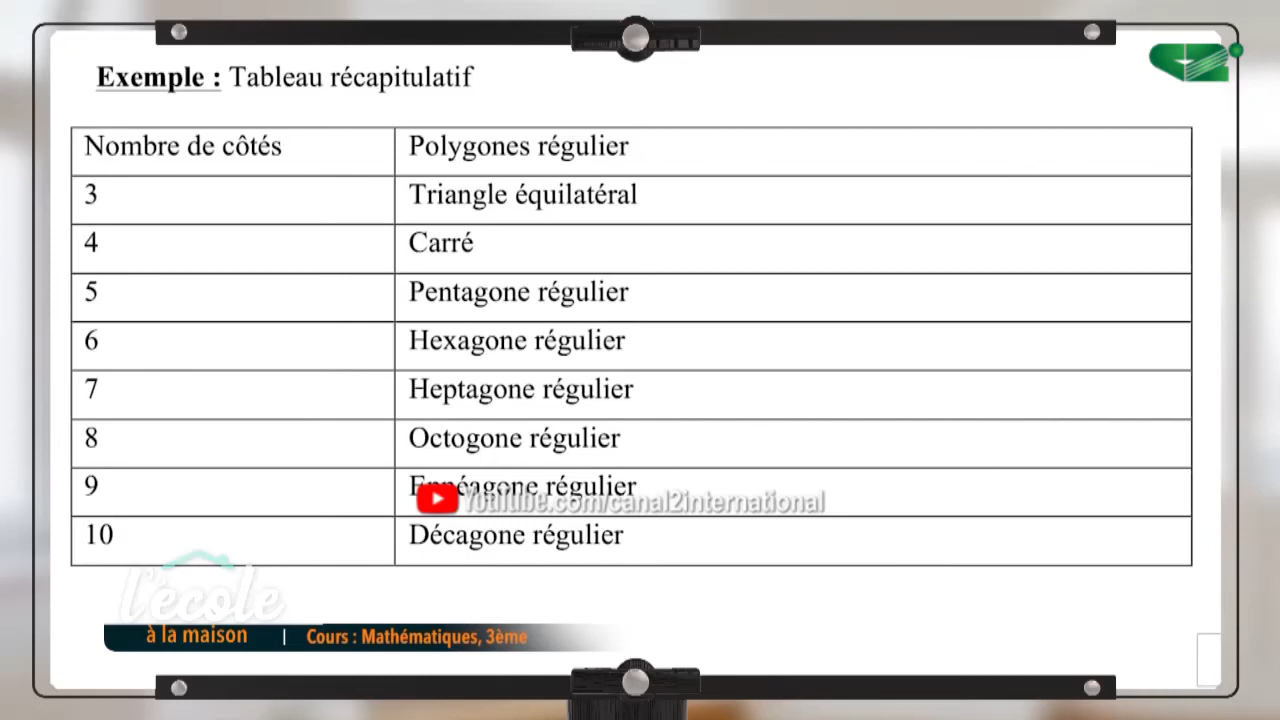 Exemple : Tableau récapitulatif
Nombre de côtés Polygones régulier
3 Triangle équilatéral
4 Carré
5 Pentagone régulier
6 Hexagone régulier
7 Heptagone régulier
8 Octogone régulier
9 Ennéagone régulier
Youtube.com/canal2international
10 Décagone régulier
l'école
à la maison | Cours : Mathématiques, 3ème